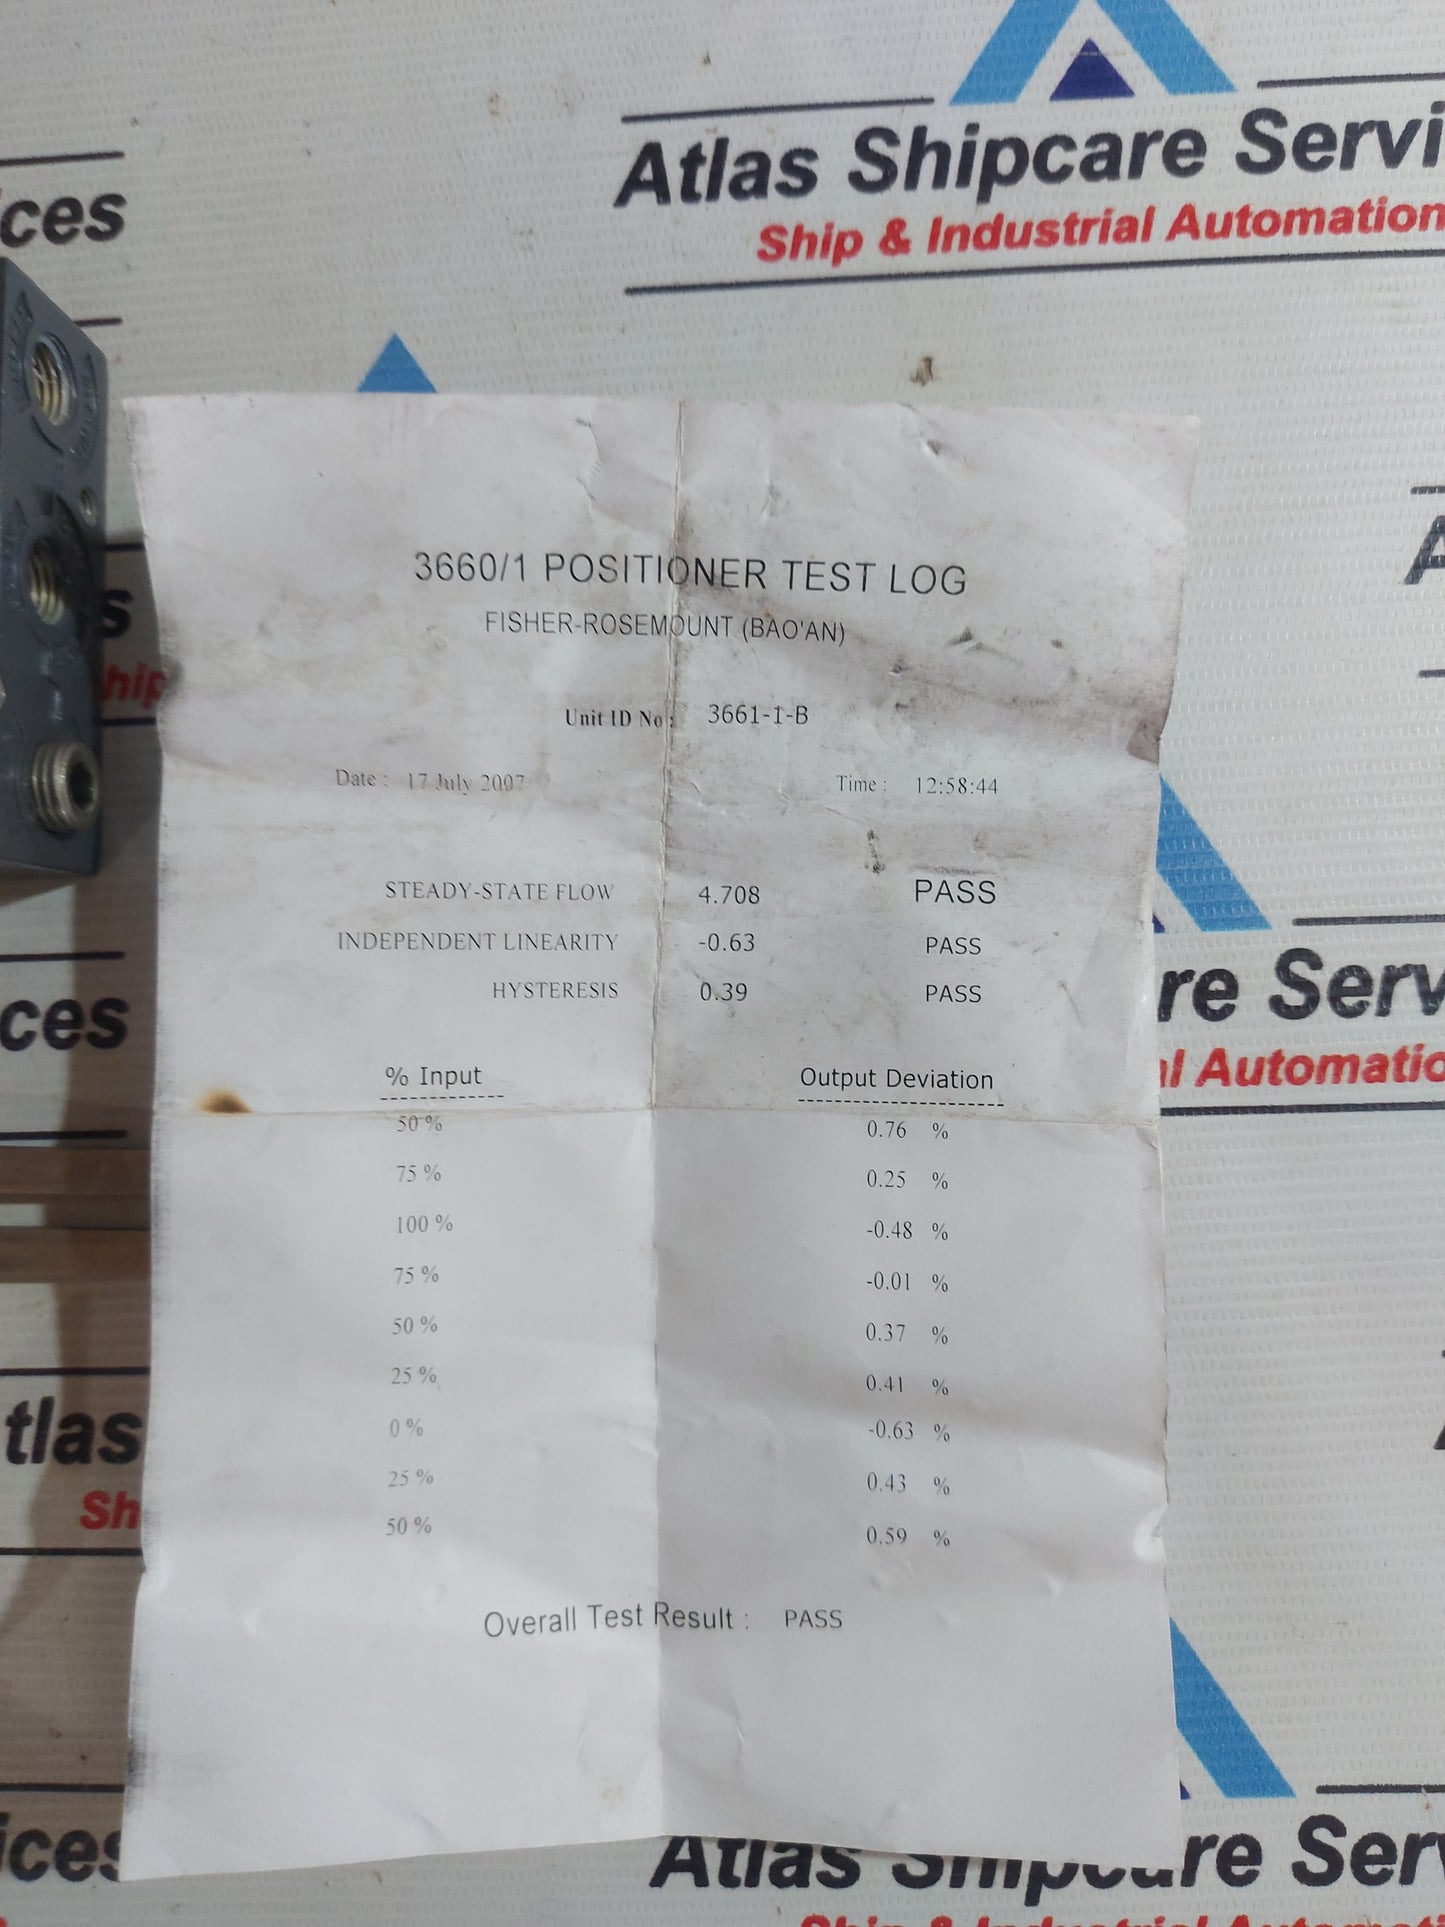 Atlas Shipcare Servi
Ship & Industrial Automation
ices
3660/1 POSITIONER TEST LOG
FISHER-ROSEMOUNT (BAO'AN)
Unit ID No : 3661-1-B
Date : 17 July 2007 Time : 12:58:44
STEADY-STATE FLOW 4.708 PASS
INDEPENDENT LINEARITY -0.63 PASS
HYSTERESIS 0.39 PASS
% Input Output Deviation
50 % 0.76 %
75 % 0.25 %
100 % -0.48 %
75 % -0.01 %
50 % 0.37 %
25 % 0.41 %
0 % -0.63 %
25 % 0.43 %
50 % 0.59 %
Overall Test Result : PASS
s
hip
re Serv
l Automatio
ces
tlas
Sh
ices
Atlas Shipcare Ser